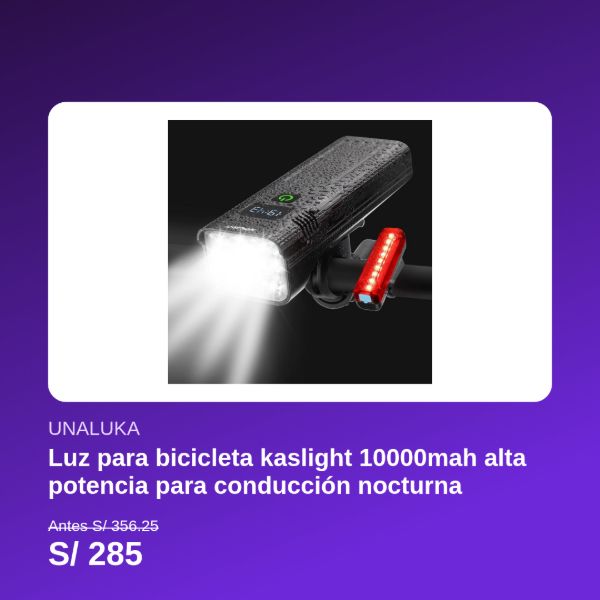 UNALUKA
Luz para bicicleta kaslight 10000mah alta
potencia para conducción nocturna
Antes S/ 356.25
S/ 285